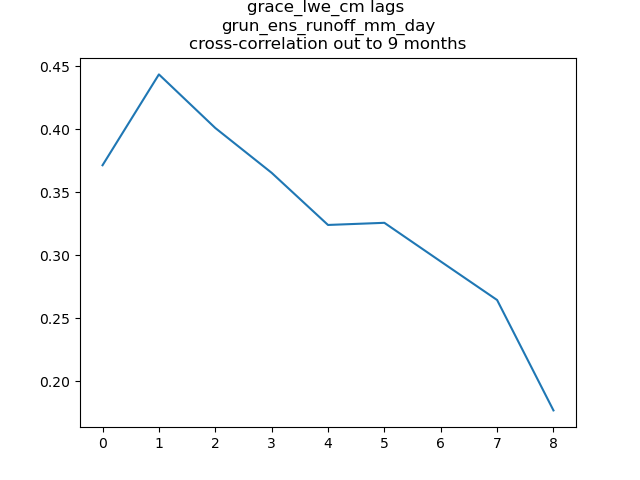 grace_lwe_cm lags
grun_ens_runoff_mm_day
cross-correlation out to 9 months
0.45
0.40
0.35
0.30
0.25
0.20
0 1 2 3 4 5 6 7 8